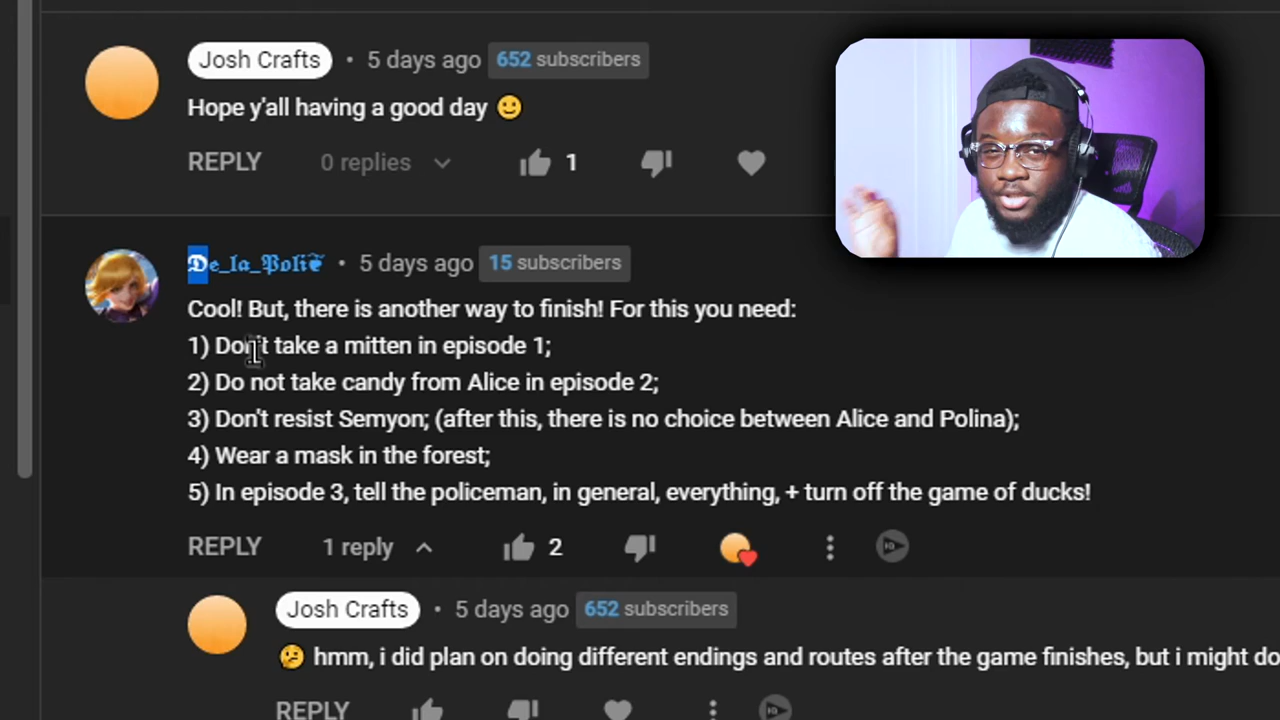 Josh Crafts • 5 days ago 652 subscribers
Hope y'all having a good day 🙂
REPLY 0 replies 1
𝕯e_la_Poli𝕿 • 5 days ago 15 subscribers
Cool! But, there is another way to finish! For this you need:
1) Don't take a mitten in episode 1;
2) Do not take candy from Alice in episode 2;
3) Don't resist Semyon; (after this, there is no choice between Alice and Polina);
4) Wear a mask in the forest;
5) In episode 3, tell the policeman, in general, everything, + turn off the game of ducks!
REPLY 1 reply 2
Josh Crafts • 5 days ago 652 subscribers
🤔 hmm, i did plan on doing different endings and routes after the game finishes, but i might do
REPLY